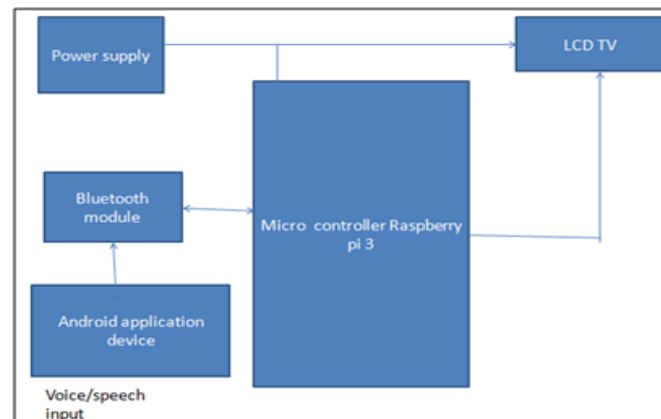 Power supply
LCD TV
Bluetooth
module
Micro controller Raspberry
pi 3
Android application
device
Voice/speech
input